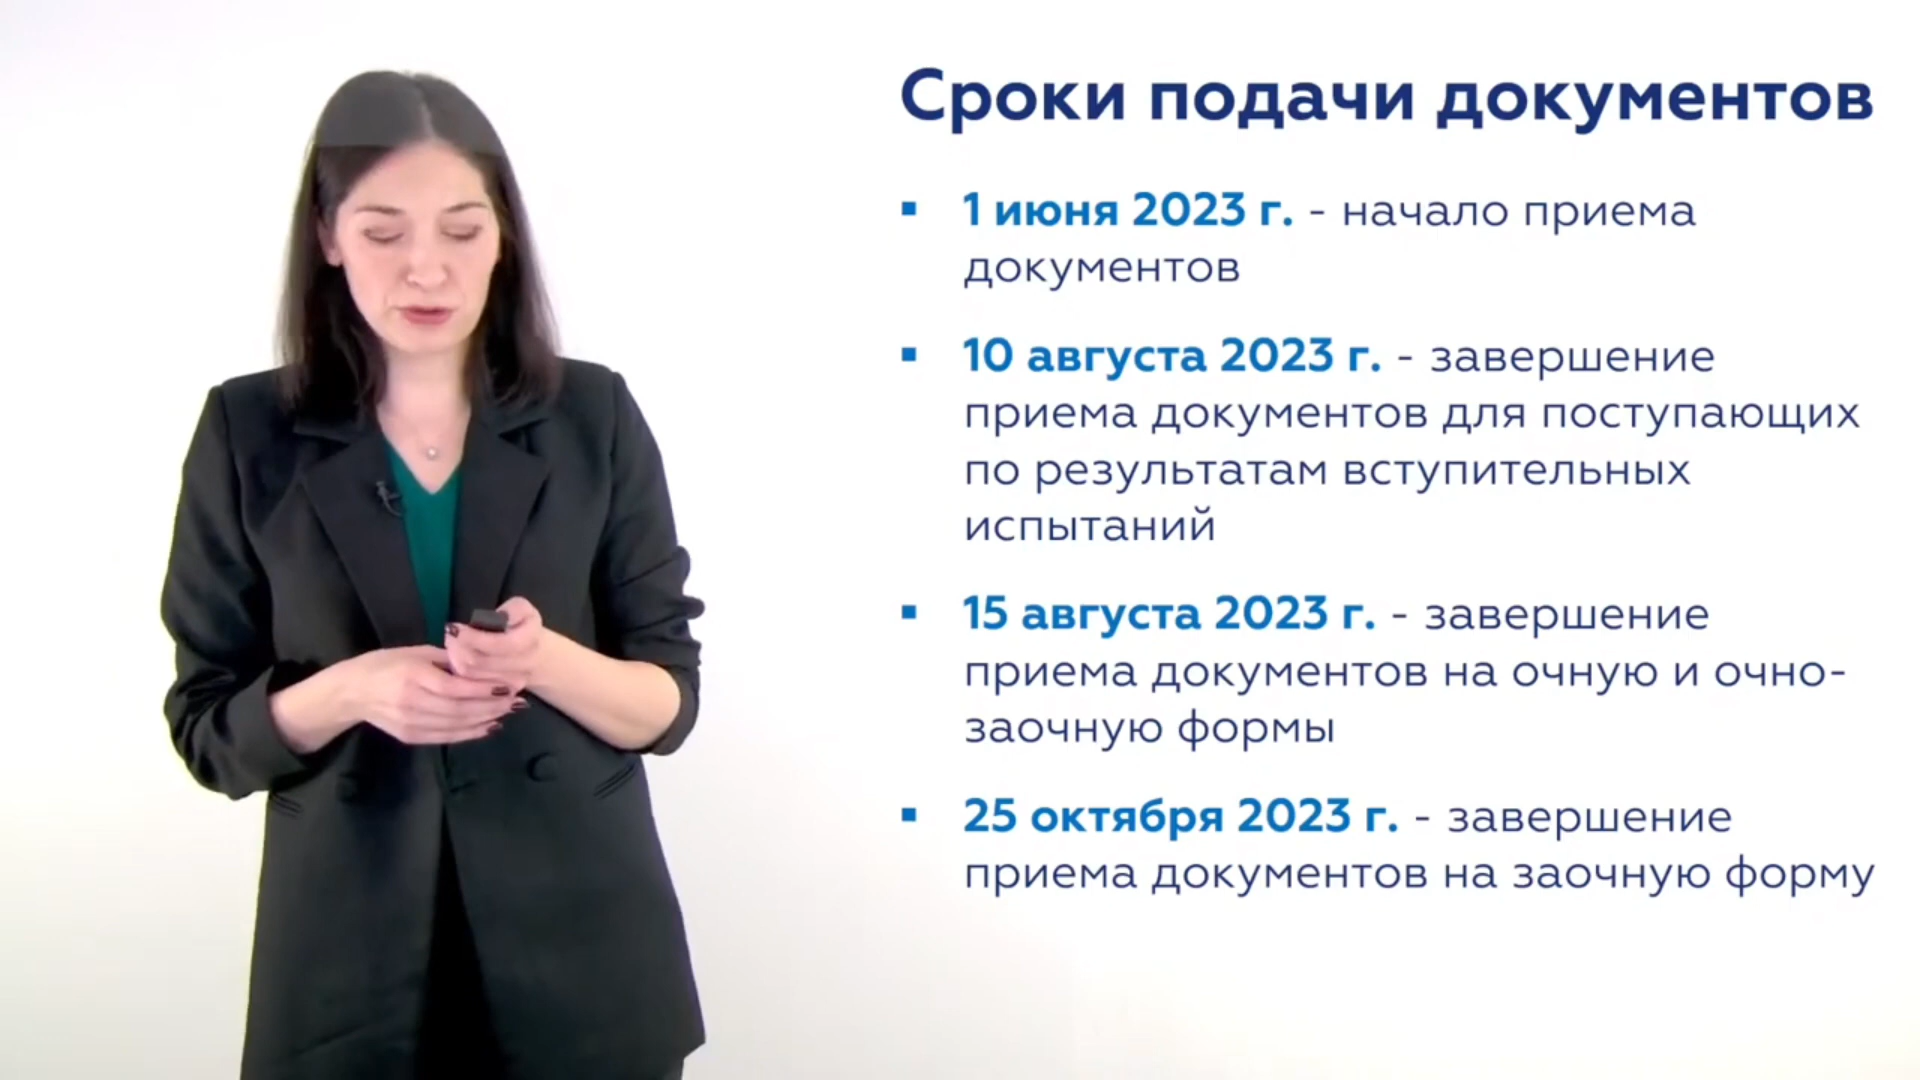 Сроки подачи документов
▪ 1 июня 2023 г. - начало приема
документов
▪ 10 августа 2023 г. - завершение
приема документов для поступающих
по результатам вступительных
испытаний
▪ 15 августа 2023 г. - завершение
приема документов на очную и очно-
заочную формы
▪ 25 октября 2023 г. - завершение
приема документов на заочную форму